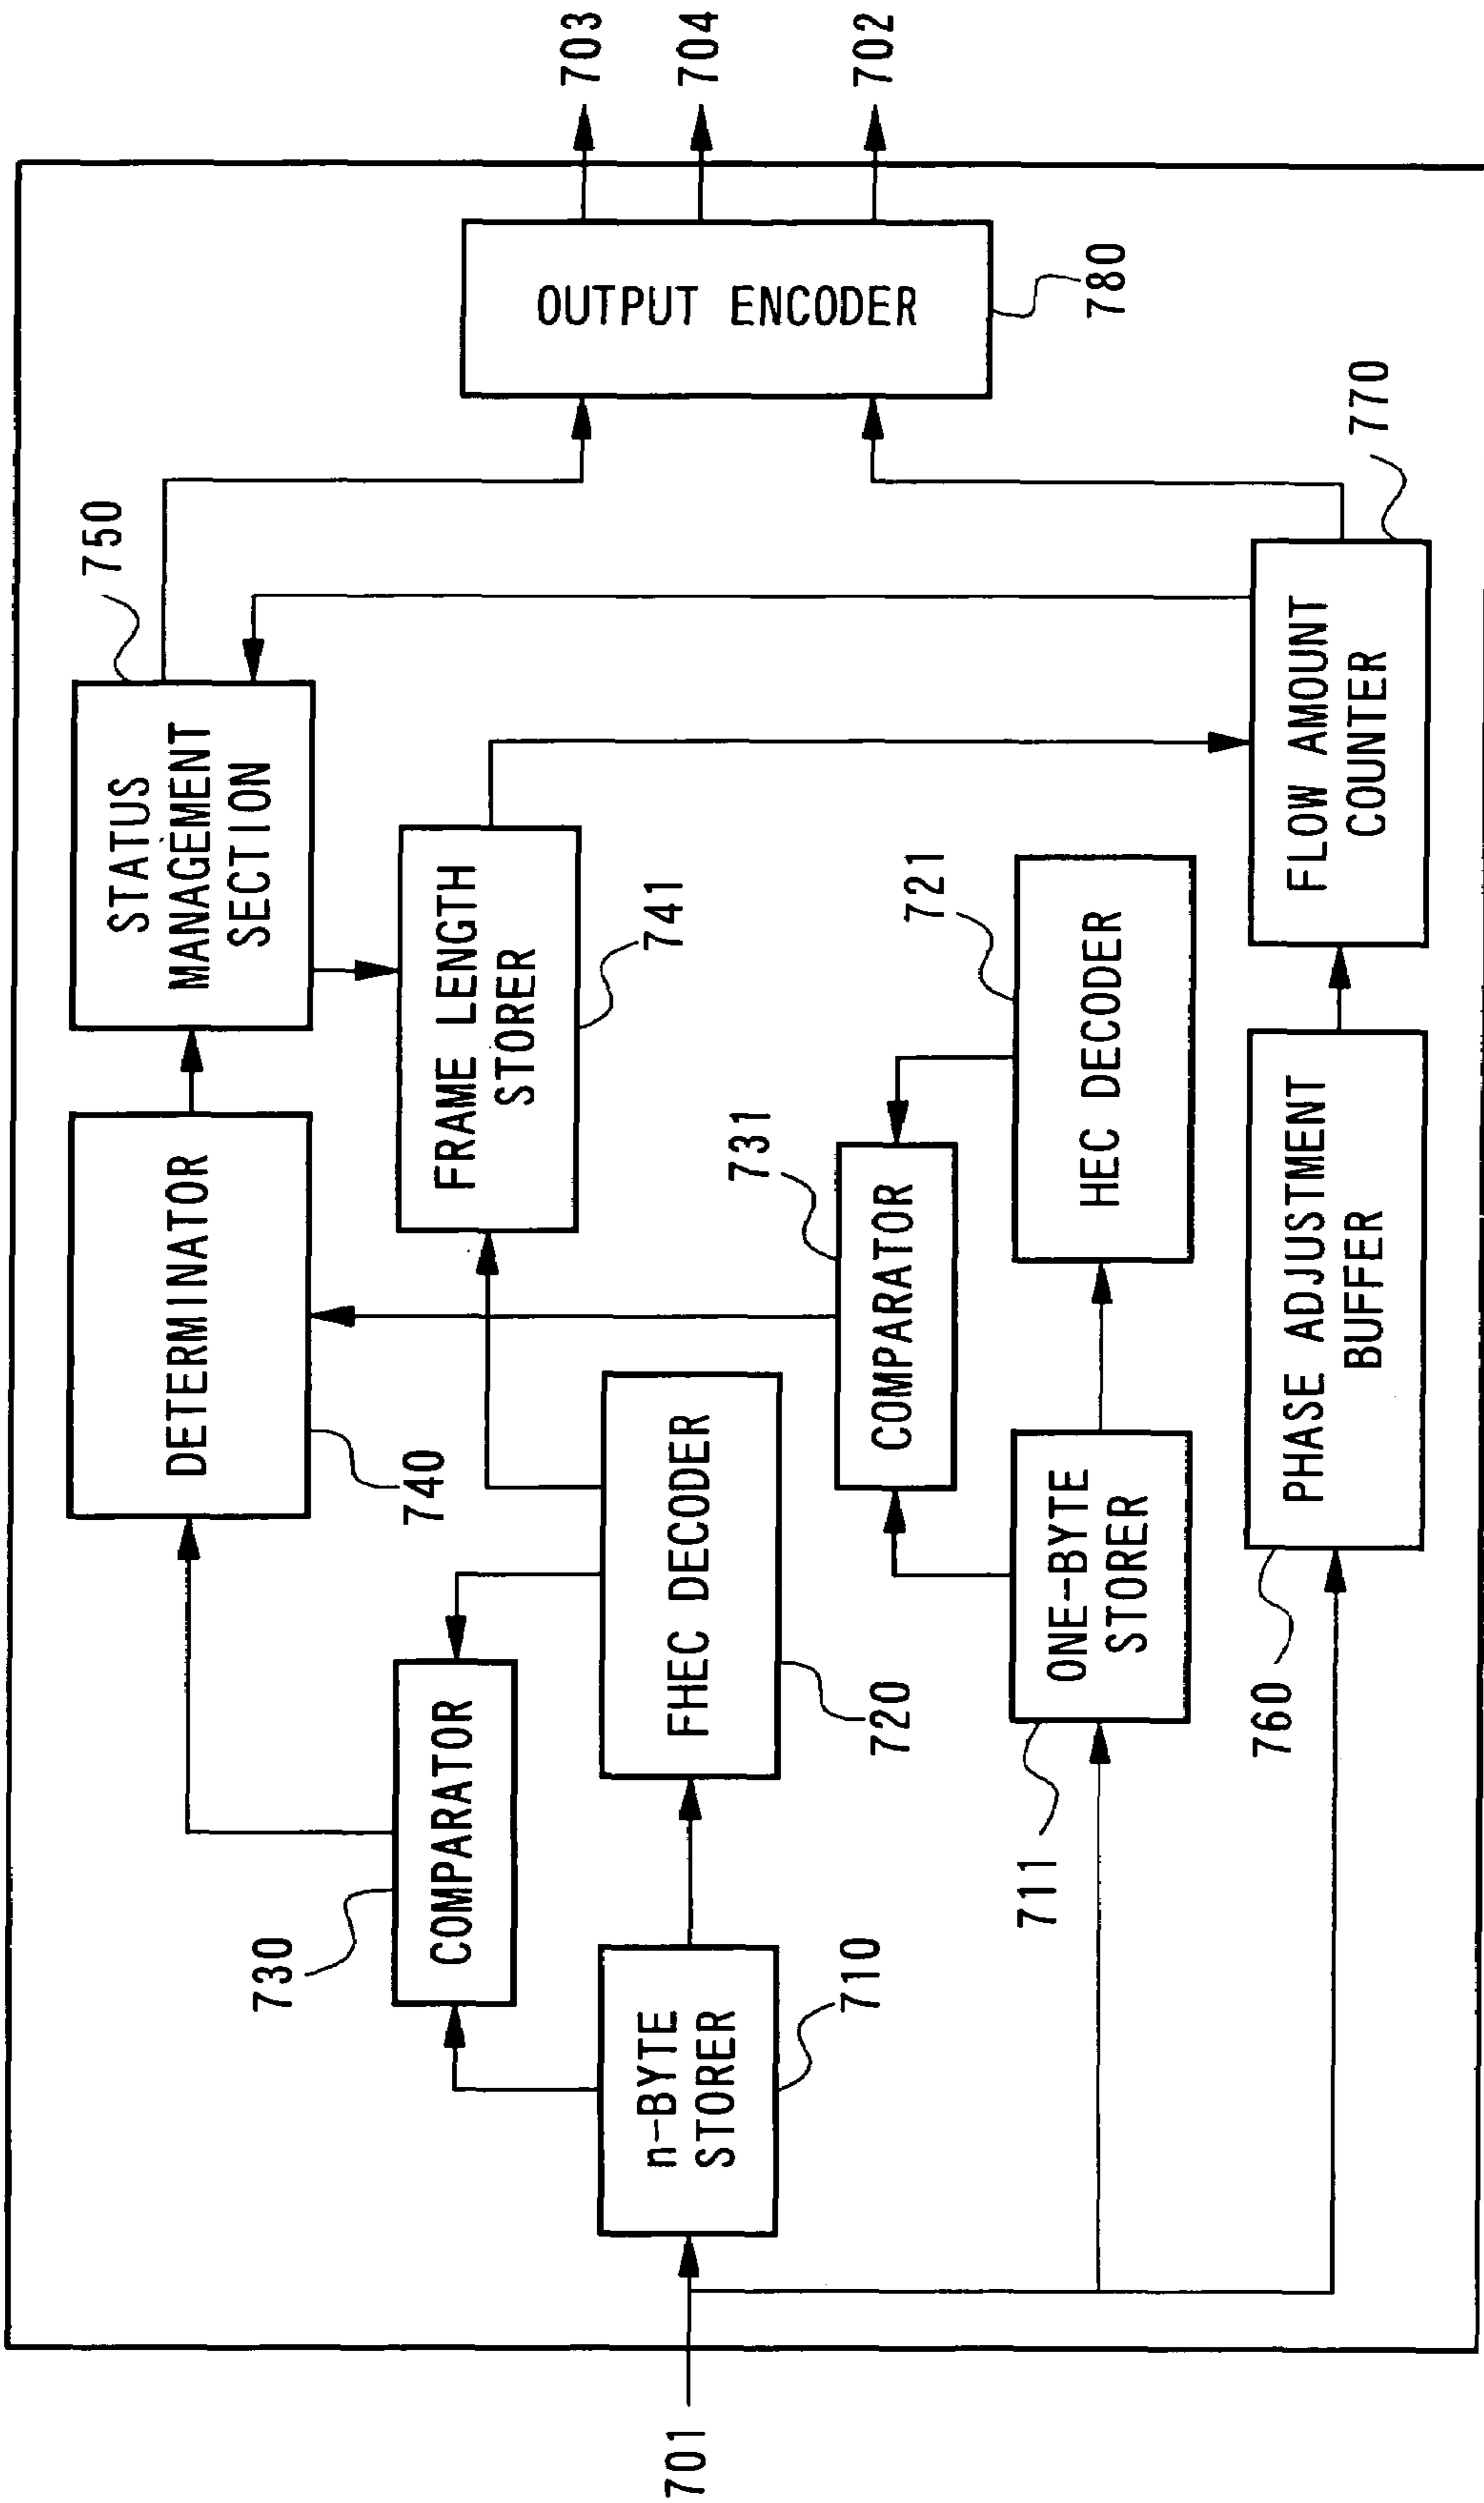 701
n-BYTE
STORER
710
COMPARATOR
730
FHEC DECODER
720
DETERMINATOR
740
STATUS
MANAGEMENT
SECTION
750
FRAME LENGTH
STORER
741
ONE-BYTE
STORER
711
COMPARATOR
731
HEC DECODER
721
PHASE ADJUSTMENT
BUFFER
760
FLOW AMOUNT
COUNTER
770
OUTPUT ENCODER
780
703
704
702